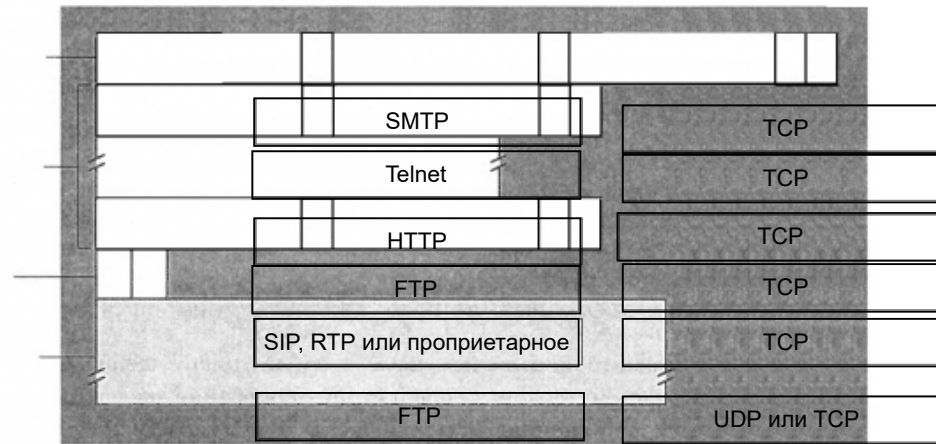 SMTP TCP
Telnet TCP
HTTP TCP
FTP TCP
SIP, RTP или проприетарное TCP
FTP UDP или TCP